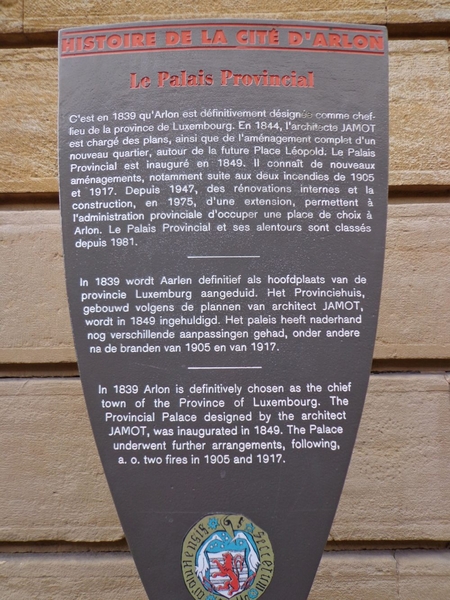 HISTOIRE DE LA CITÉ D'ARLON
Le Palais Provincial
C'est en 1839 qu'Arlon est définitivement désignée comme chef-
lieu de la province de Luxembourg. En 1844, l'architecte JAMOT
est chargé des plans, ainsi que de l'aménagement complet d'un
nouveau quartier, autour de la future Place Léopold. Le Palais
Provincial est inauguré en 1849. Il connaît de nouveaux
aménagements, notamment suite aux deux incendies de 1905
et 1917. Depuis 1947, des rénovations internes et la
construction, en 1975, d'une extension, permettent à
l'administration provinciale d'occuper une place de choix à
Arlon. Le Palais Provincial et ses alentours sont classés
depuis 1981.
In 1839 wordt Aarlen definitief als hoofdplaats van de
provincie Luxemburg aangeduid. Het Provinciehuis,
gebouwd volgens de plannen van architect JAMOT,
wordt in 1849 ingehuldigd. Het paleis heeft naderhand
nog verschillende aanpassingen gehad, onder andere
na de branden van 1905 en van 1917.
In 1839 Arlon is definitively chosen as the chief
town of the Province of Luxembourg. The
Provincial Palace designed by the architect
JAMOT, was inaugurated in 1849. The Palace
underwent further arrangements, following,
a. o. two fires in 1905 and 1917.